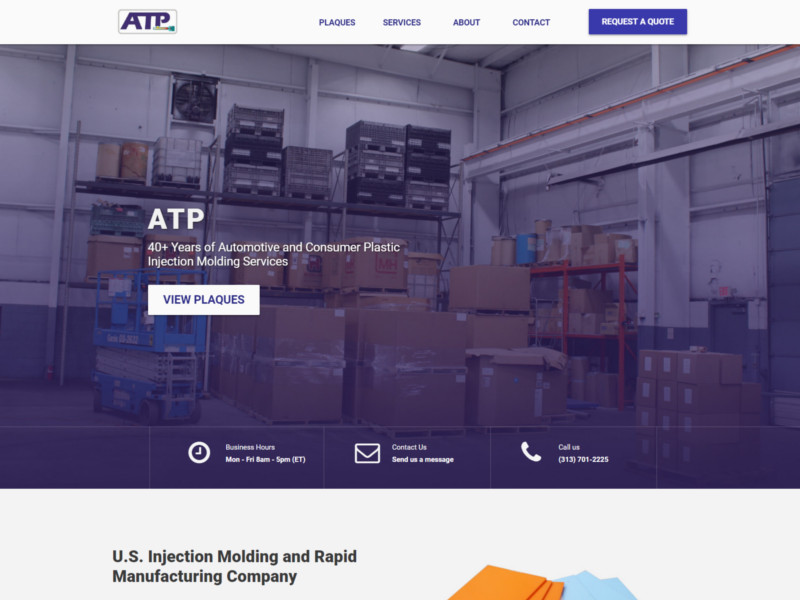 ATP
PLAQUES
SERVICES
ABOUT
CONTACT
REQUEST A QUOTE
ATP
40+ Years of Automotive and Consumer Plastic
Injection Molding Services
VIEW PLAQUES
Business Hours
Mon - Fri 8am - 5pm (ET)
Contact Us
Send us a message
Call us
(313) 701-2225
U.S. Injection Molding and Rapid
Manufacturing Company